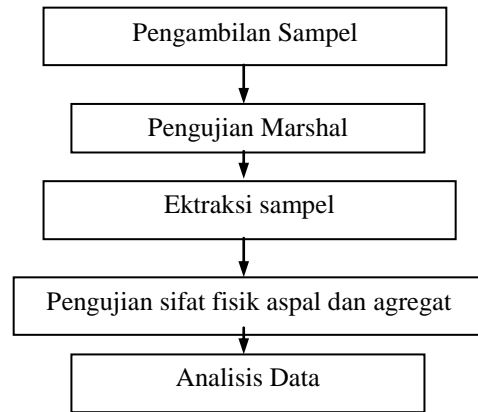 Pengambilan Sampel
Pengujian Marshal
Ektraksi sampel
Pengujian sifat fisik aspal dan agregat
Analisis Data